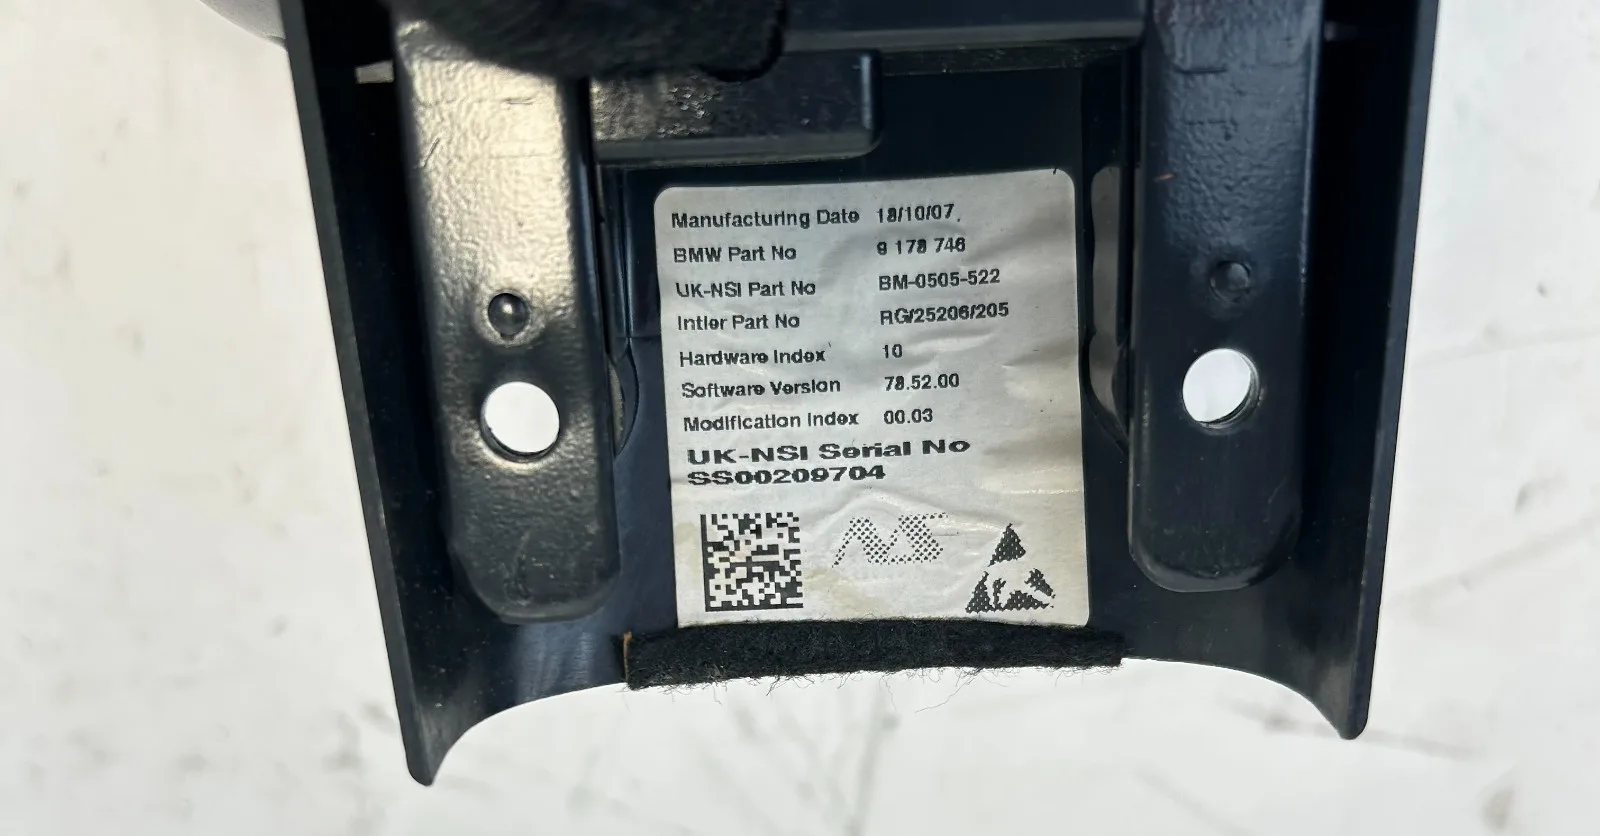 Manufacturing Date 18/10/07
BMW Part No 9 178 746
UK-NSI Part No BM-0505-522
Intier Part No RG/25206/205
Hardware Index 10
Software Version 78.52.00
Modification Index 00.03
UK-NSI Serial No
SS00209704